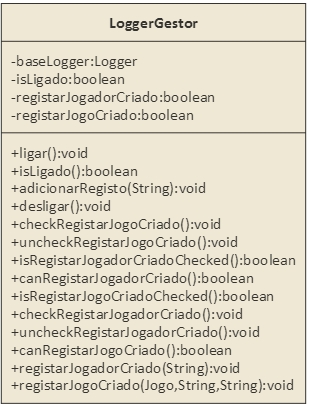 LoggerGestor
-baseLogger:Logger
-isLigado:boolean
-registarJogadorCriado:boolean
-registarJogoCriado:boolean
+ligar():void
+isLigado():boolean
+adicionarRegisto(String):void
+desligar():void
+checkRegistarJogoCriado():void
+uncheckRegistarJogoCriado():void
+isRegistarJogadorCriadoChecked():boolean
+canRegistarJogadorCriado():boolean
+isRegistarJogoCriadoChecked():boolean
+checkRegistarJogadorCriado():void
+uncheckRegistarJogadorCriado():void
+canRegistarJogoCriado():boolean
+registarJogadorCriado(String):void
+registarJogoCriado(Jogo,String,String):void